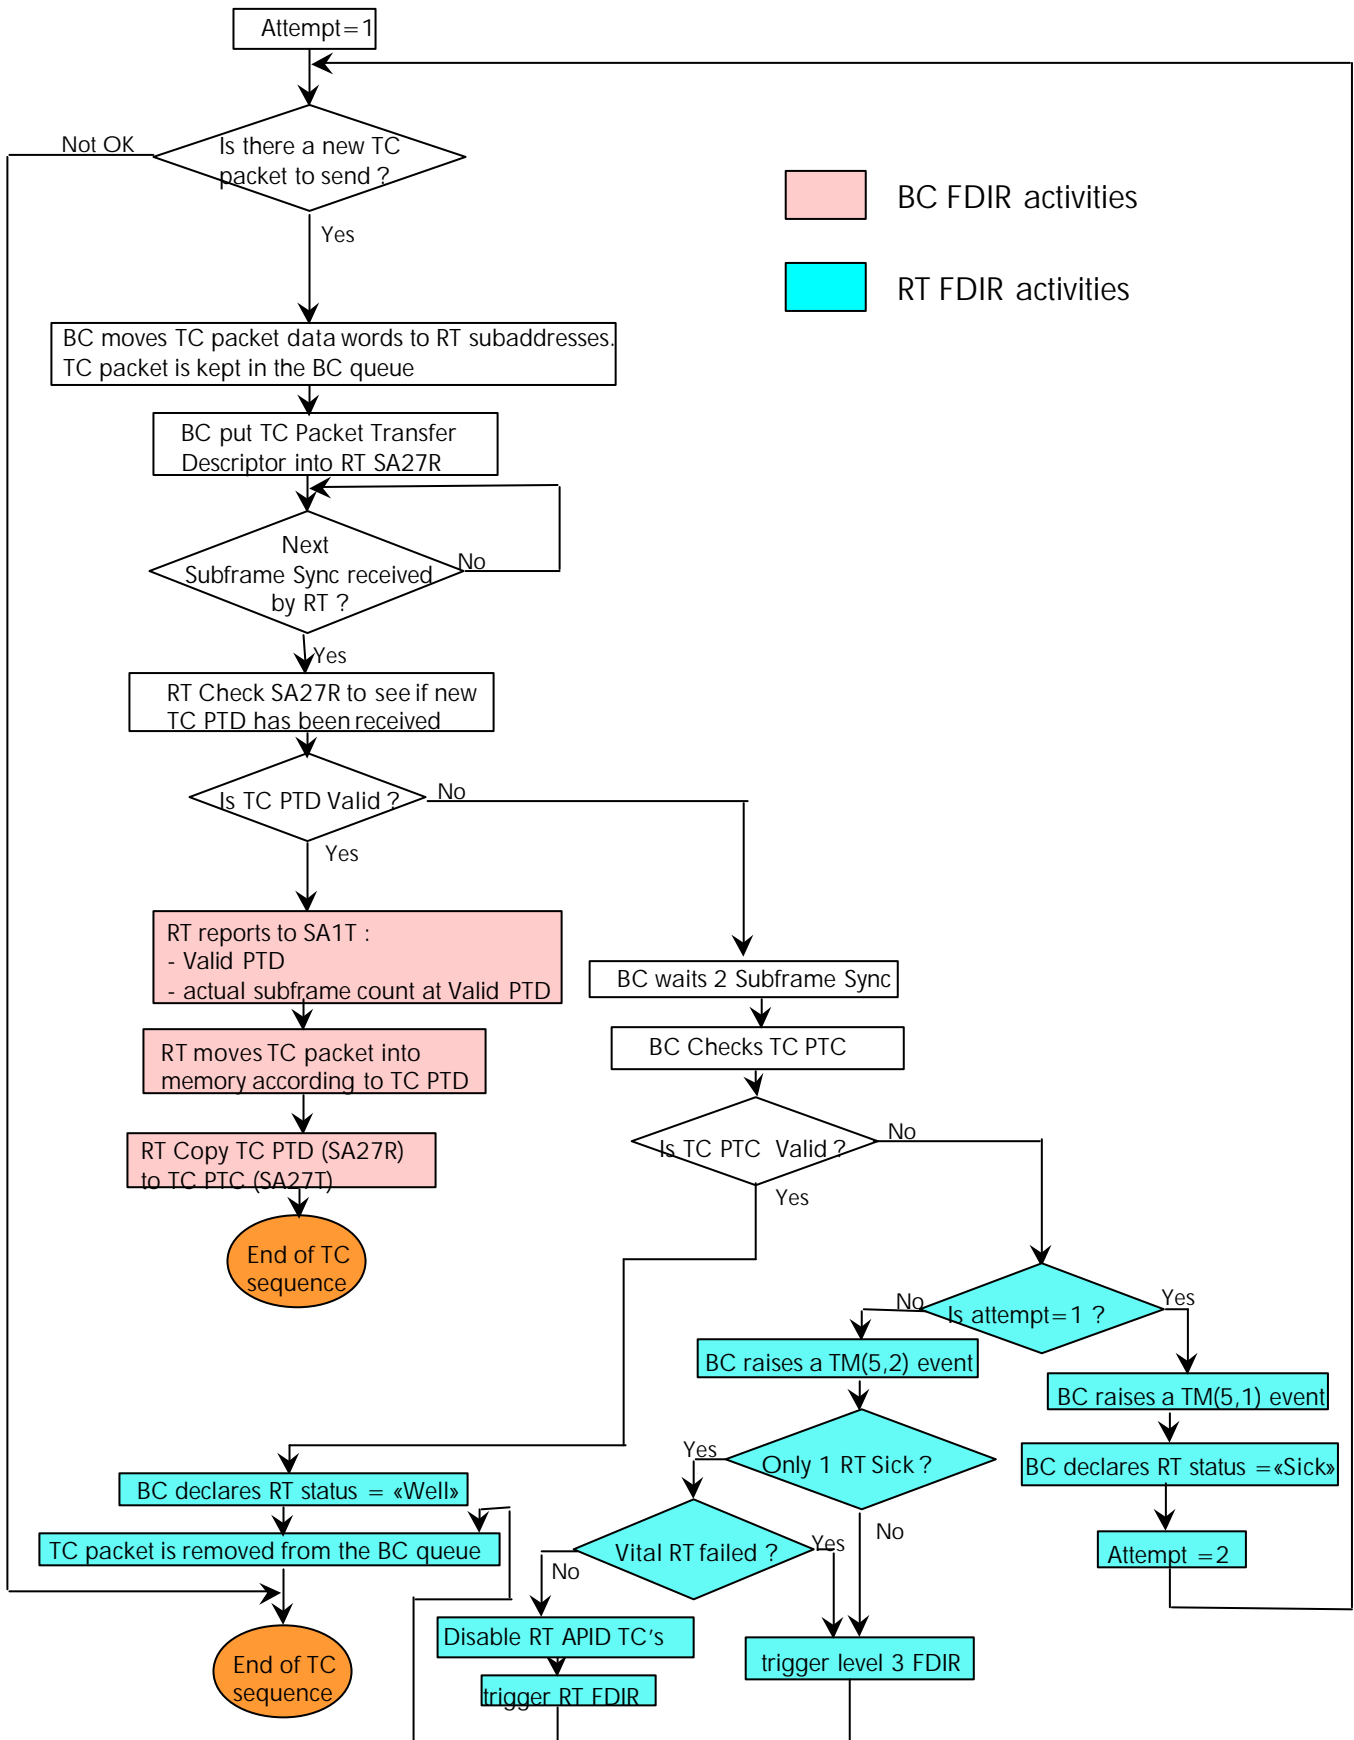 Attempt=1
Not OK
Is there a new TC
packet to send ?
Yes
BC FDIR activities
RT FDIR activities
BC moves TC packet data words to RT subaddresses.
TC packet is kept in the BC queue
BC put TC Packet Transfer
Descriptor into RT SA27R
Next
Subframe Sync received
by RT ?
No
Yes
RT Check SA27R to see if new
TC PTD has been received
Is TC PTD Valid ?
No
Yes
RT reports to SA1T :
- Valid PTD
- actual subframe count at Valid PTD
RT moves TC packet into
memory according to TC PTD
RT Copy TC PTD (SA27R)
to TC PTC (SA27T)
End of TC
sequence
BC waits 2 Subframe Sync
BC Checks TC PTC
Is TC PTC Valid ?
No
Yes
Is attempt=1 ?
No
Yes
BC raises a TM(5,2) event
BC raises a TM(5,1) event
Only 1 RT Sick ?
Yes
No
BC declares RT status =«Sick»
Attempt =2
BC declares RT status = «Well»
TC packet is removed from the BC queue
Vital RT failed ?
Yes
No
Disable RT APID TC's
trigger RT FDIR
trigger level 3 FDIR
End of TC
sequence